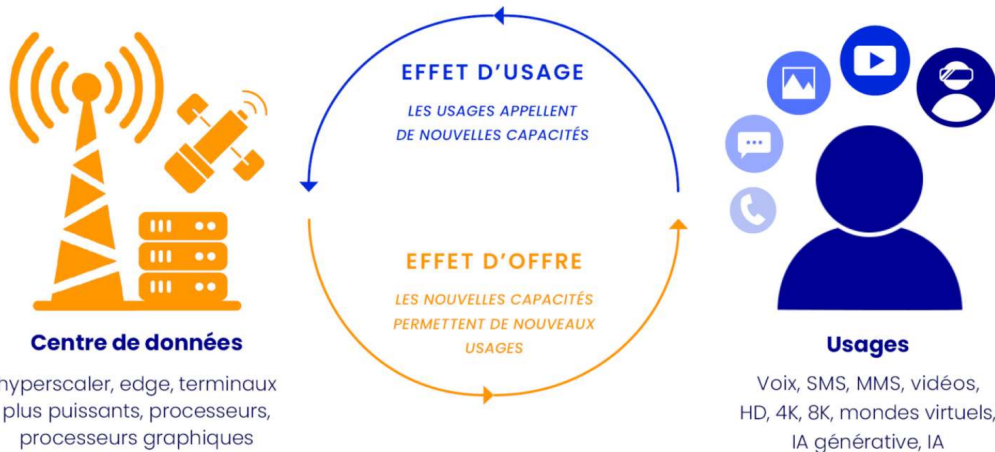 EFFET D'USAGE
LES USAGES APPELLENT
DE NOUVELLES CAPACITÉS
EFFET D'OFFRE
LES NOUVELLES CAPACITÉS
PERMETTENT DE NOUVEAUX
USAGES
Centre de données
hyperscaler, edge, terminaux
plus puissants, processeurs,
processeurs graphiques
Usages
Voix, SMS, MMS, vidéos,
HD, 4K, 8K, mondes virtuels,
IA générative, IA